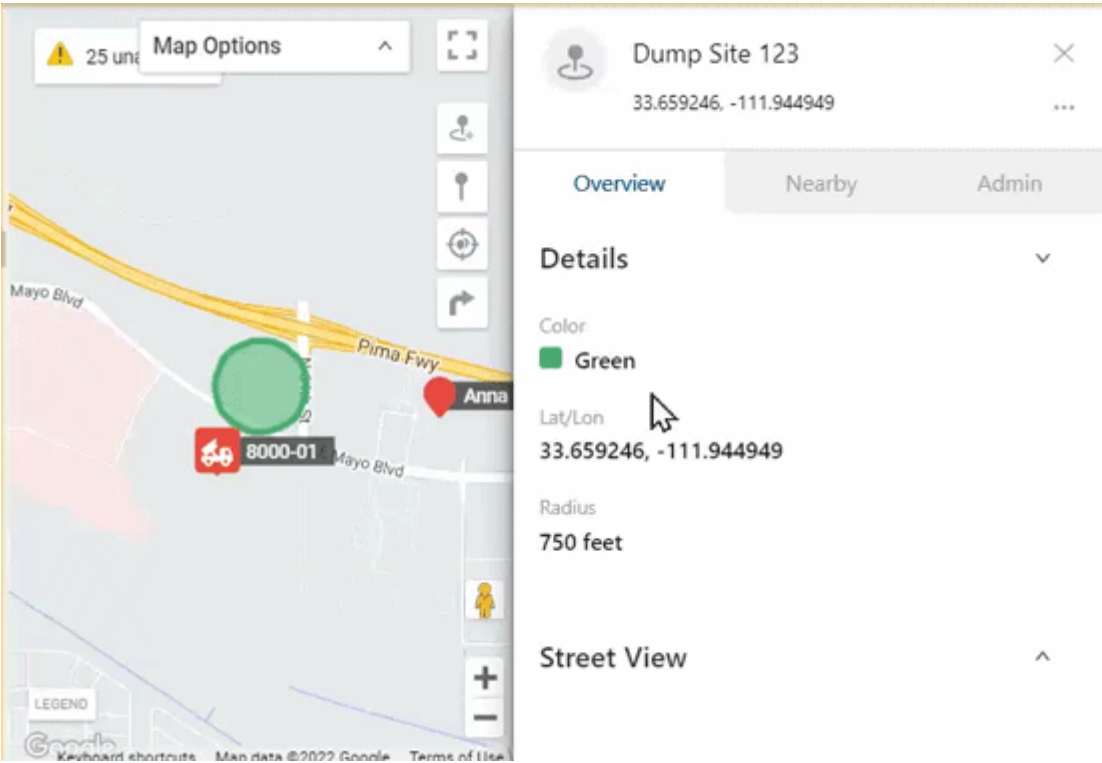 25 una
Map Options
Dump Site 123
33.659246, -111.944949
...
Overview
Nearby
Admin
Details
Color
Green
Lat/Lon
33.659246, -111.944949
Radius
750 feet
Street View
Mayo Blvd
Pima Fwy
Anna
8000-01
Mayo Blvd
LEGEND
Google
Keyboard shortcuts
Map data ©2022 Google
Terms of Use